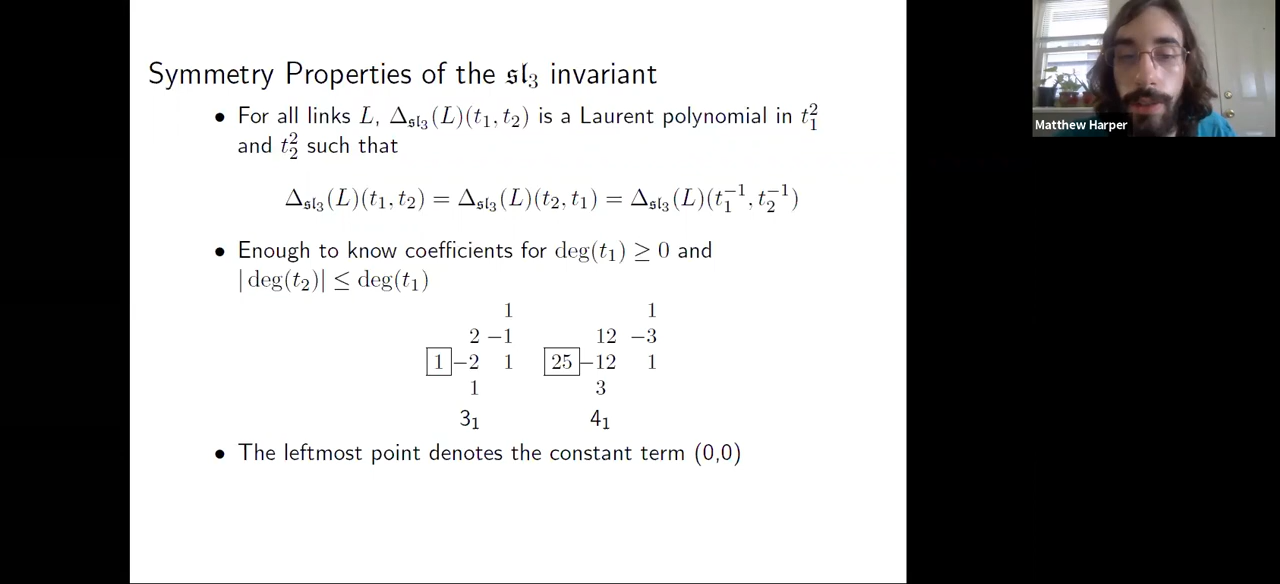 Symmetry Properties of the 𝔰𝔩₃ invariant
• For all links L, Δ𝔰𝔩₃(L)(t₁, t₂) is a Laurent polynomial in t₁²
and t₂² such that
Δ𝔰𝔩₃(L)(t₁, t₂) = Δ𝔰𝔩₃(L)(t₂, t₁) = Δ𝔰𝔩₃(L)(t₁⁻¹, t₂⁻¹)
• Enough to know coefficients for deg(t₁) ≥ 0 and
|deg(t₂)| ≤ deg(t₁)
1 1
2 −1 12 −3
1 −2 1 25 −12 1
1 3
3₁ 4₁
• The leftmost point denotes the constant term (0,0)
Matthew Harper